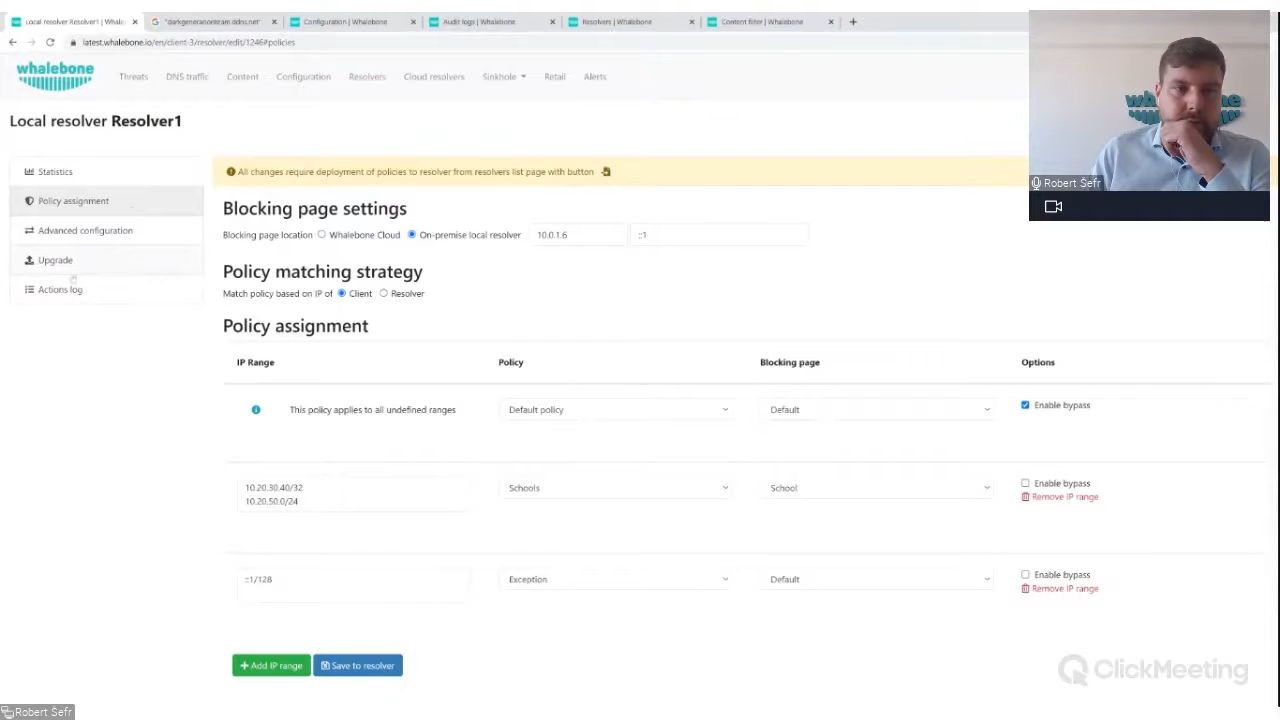 Local resolver Resolver1 | Whale
"darkgenerationteam.ddns.net"
Configuration | Whalebone
Audit logs | Whalebone
Resolvers | Whalebone
Content filter | Whalebone
latest.whalebone.io/en/client-3/resolver/edit/1246#policies
whalebone
Threats
DNS traffic
Content
Configuration
Resolvers
Cloud resolvers
Sinkhole
Retail
Alerts
whalebone
Robert Šefr
Local resolver Resolver1
Statistics
Policy assignment
Advanced configuration
Upgrade
Actions log
All changes require deployment of policies to resolver from resolvers list page with button
Blocking page settings
Blocking page location Whalebone Cloud On-premise local resolver 10.0.1.6 ::1
Policy matching strategy
Match policy based on IP of Client Resolver
Policy assignment
IP Range Policy Blocking page Options
This policy applies to all undefined ranges Default policy Default Enable bypass
10.20.30.40/32
10.20.50.0/24
Schools School Enable bypass
Remove IP range
::1/128 Exception Default Enable bypass
Remove IP range
+ Add IP range Save to resolver
ClickMeeting
Robert Šefr